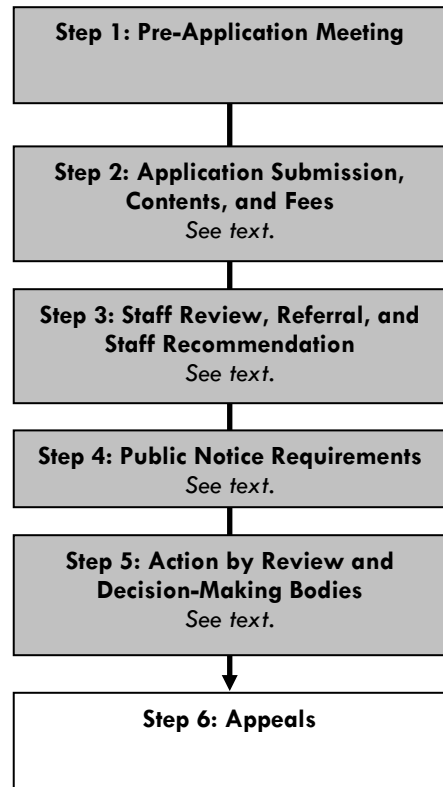 Step 1: Pre-Application Meeting
Step 2: Application Submission,
Contents, and Fees
See text.
Step 3: Staff Review, Referral, and
Staff Recommendation
See text.
Step 4: Public Notice Requirements
See text.
Step 5: Action by Review and
Decision-Making Bodies
See text.
Step 6: Appeals